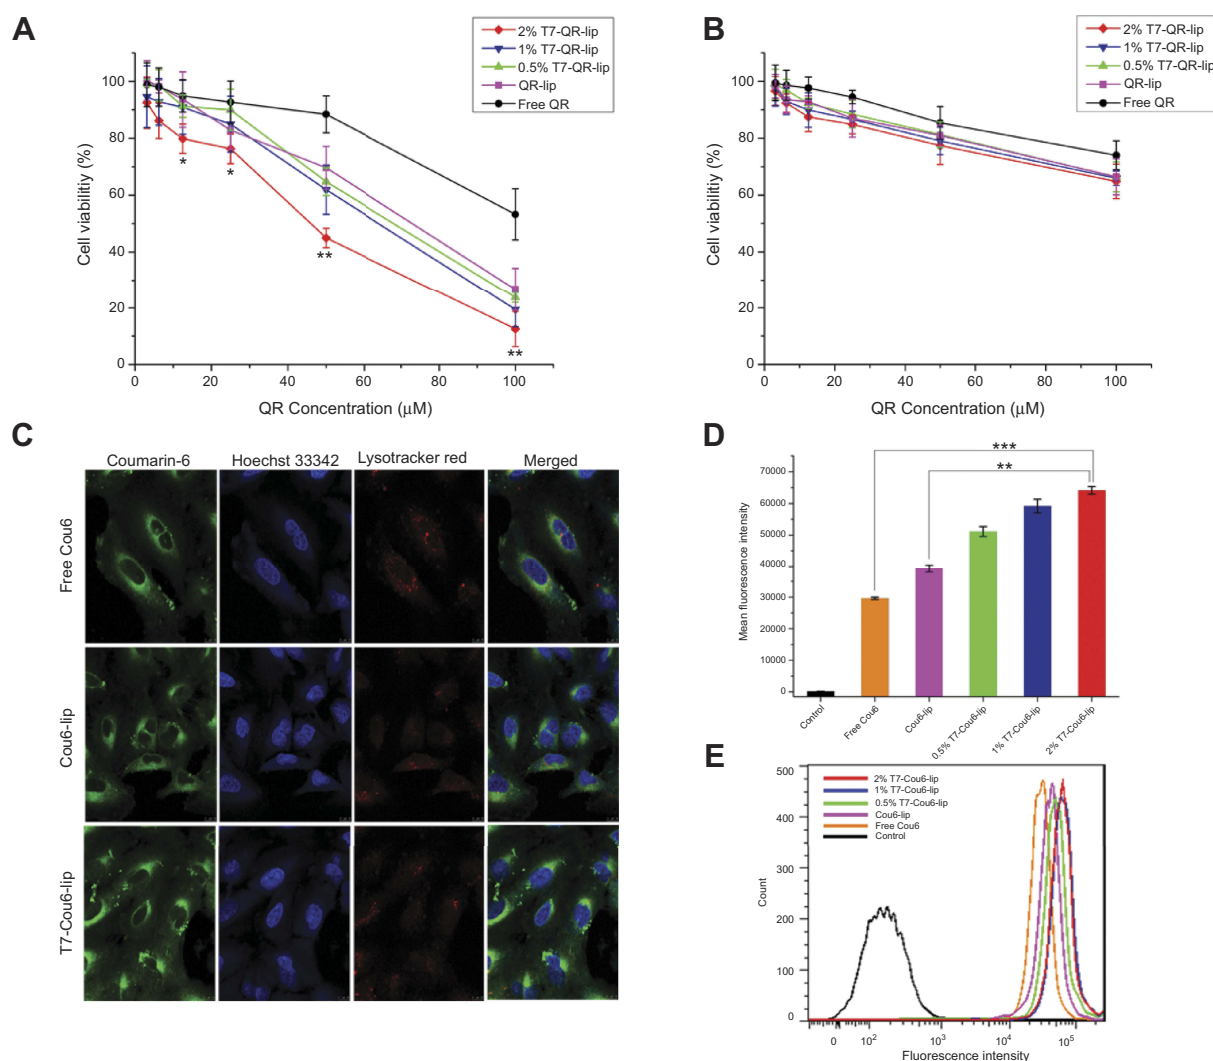 A
2% T7-QR-lip
1% T7-QR-lip
0.5% T7-QR-lip
QR-lip
Free QR
100
80
60
40
20
0
Cell viabilitiy (%)
*
*
**
**
0 20 40 60 80 100
QR Concentration (μM)
B
2% T7-QR-lip
1% T7-QR-lip
0.5% T7-QR-lip
QR-lip
Free QR
100
80
60
40
20
0
Cell viabilitiy (%)
0 20 40 60 80 100
QR Concentration (μM)
C
Coumarin-6 Hoechst 33342 Lysotracker red Merged
Free Cou6
Cou6-lip
T7-Cou6-lip
D
***
**
70000
60000
50000
40000
30000
20000
10000
0
Mean fluorescence intensity
Control Free Cou6 Cou6-lip 0.5% T7-Cou6-lip 1% T7-Cou6-lip 2% T7-Cou6-lip
E
2% T7-Cou6-lip
1% T7-Cou6-lip
0.5% T7-Cou6-lip
Cou6-lip
Free Cou6
Control
500
400
300
200
100
0
Count
0 10² 10³ 10⁴ 10⁵
Fluorescence intensity